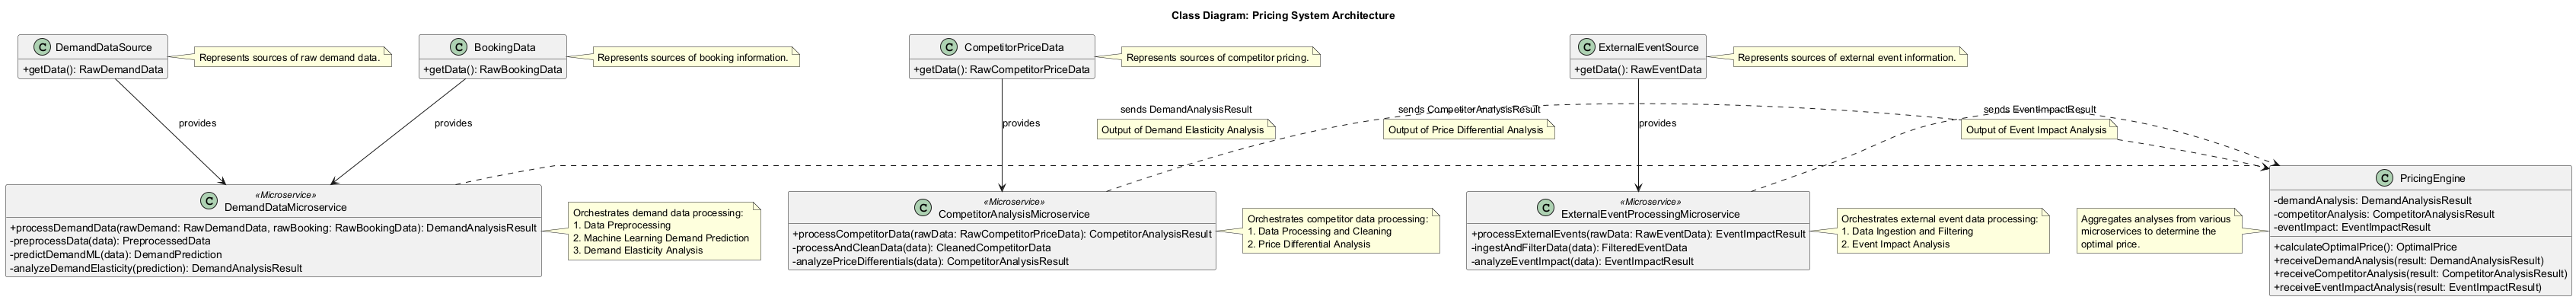 Class Diagram: Pricing System Architecture
C DemandDataSource
+getData(): RawDemandData
Represents sources of raw demand data.
C BookingData
+getData(): RawBookingData
Represents sources of booking information.
C CompetitorPriceData
+getData(): RawCompetitorPriceData
Represents sources of competitor pricing.
C ExternalEventSource
+getData(): RawEventData
Represents sources of external event information.
provides
provides
provides
sends DemandAnalysisResult
Output of Demand Elasticity Analysis
sends CompetitorAnalysisResult
Output of Price Differential Analysis
provides
sends EventImpactResult
Output of Event Impact Analysis
«Microservice»
C DemandDataMicroservice
+processDemandData(rawDemand: RawDemandData, rawBooking: RawBookingData): DemandAnalysisResult
-preprocessData(data): PreprocessedData
-predictDemandML(data): DemandPrediction
-analyzeDemandElasticity(prediction): DemandAnalysisResult
Orchestrates demand data processing:
1. Data Preprocessing
2. Machine Learning Demand Prediction
3. Demand Elasticity Analysis
«Microservice»
C CompetitorAnalysisMicroservice
+processCompetitorData(rawData: RawCompetitorPriceData): CompetitorAnalysisResult
-processAndCleanData(data): CleanedCompetitorData
-analyzePriceDifferentials(data): CompetitorAnalysisResult
Orchestrates competitor data processing:
1. Data Processing and Cleaning
2. Price Differential Analysis
«Microservice»
C ExternalEventProcessingMicroservice
+processExternalEvents(rawData: RawEventData): EventImpactResult
-ingestAndFilterData(data): FilteredEventData
-analyzeEventImpact(data): EventImpactResult
Orchestrates external event data processing:
1. Data Ingestion and Filtering
2. Event Impact Analysis
Aggregates analyses from various
microservices to determine the
optimal price.
C PricingEngine
-demandAnalysis: DemandAnalysisResult
-competitorAnalysis: CompetitorAnalysisResult
-eventImpact: EventImpactResult
+calculateOptimalPrice(): OptimalPrice
+receiveDemandAnalysis(result: DemandAnalysisResult)
+receiveCompetitorAnalysis(result: CompetitorAnalysisResult)
+receiveEventImpactAnalysis(result: EventImpactResult)